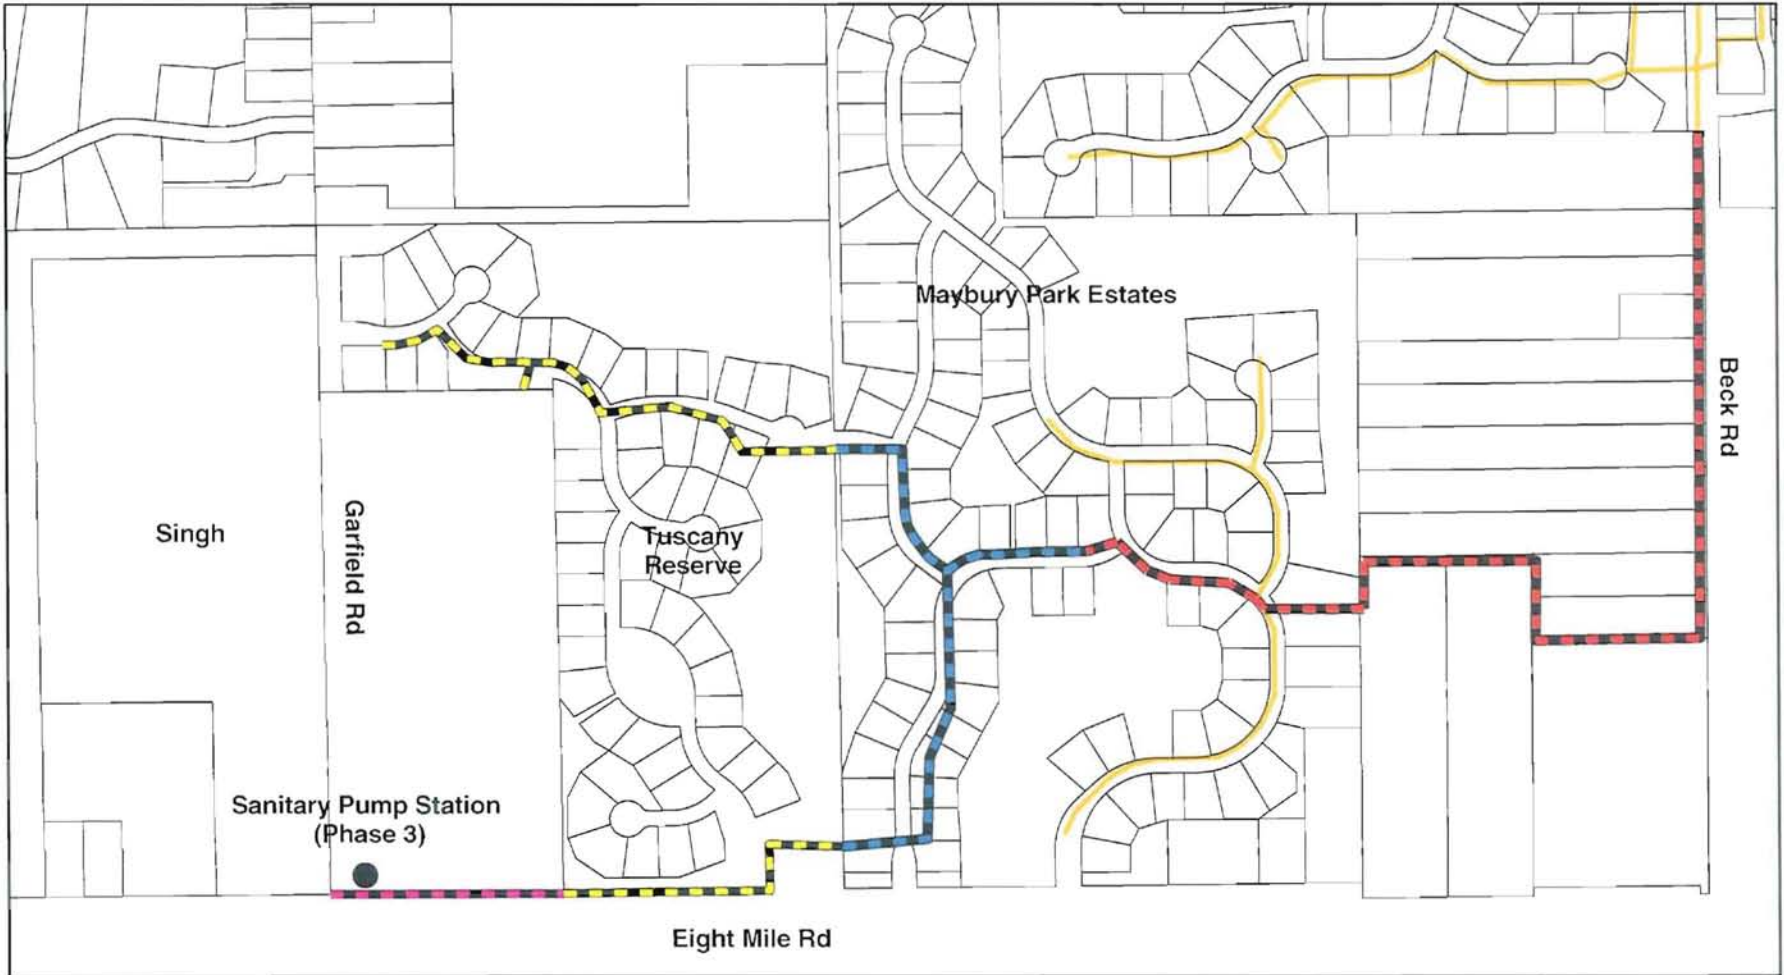 Maybury Park Estates
Beck Rd
Singh
Garfield Rd
Tuscany
Reserve
Sanitary Pump Station
(Phase 3)
Eight Mile Rd